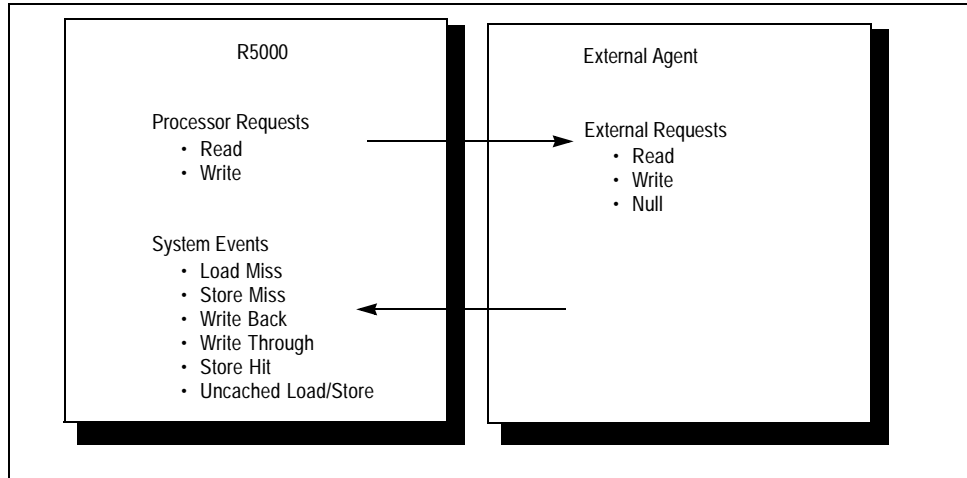 R5000
Processor Requests
• Read
• Write
System Events
• Load Miss
• Store Miss
• Write Back
• Write Through
• Store Hit
• Uncached Load/Store
External Agent
External Requests
• Read
• Write
• Null